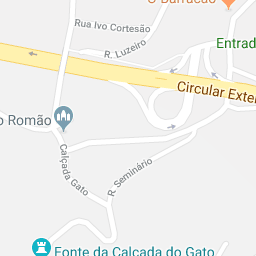 O Barracão
Rua Ivo Cortesão
R. Luzeiro
Entrad
Circular Exter
o Romão
Calçada Gato
R. Seminário
Fonte da Calçada do Gato